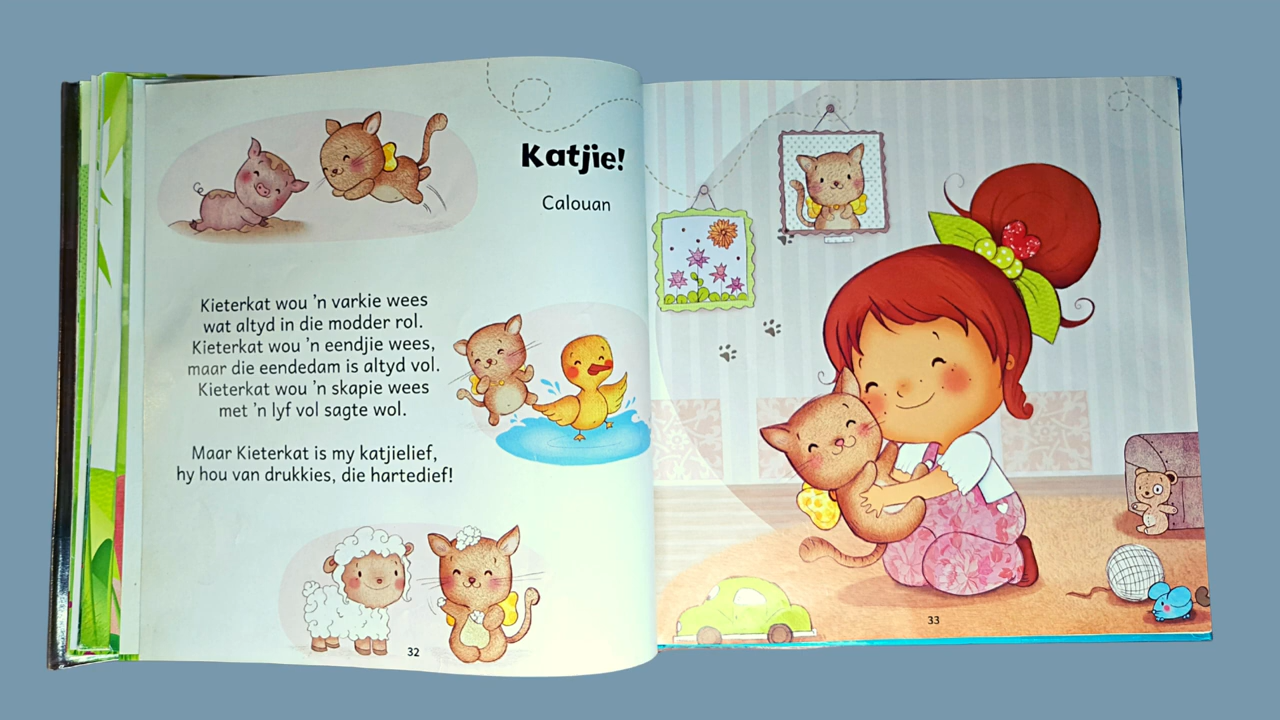 Katjie!
Calouan
Kieterkat wou 'n varkie wees
wat altyd in die modder rol.
Kieterkat wou 'n eendjie wees,
maar die eendedam is altyd vol.
Kieterkat wou 'n skapie wees
met 'n lyf vol sagte wol.
Maar Kieterkat is my katjielief,
hy hou van drukkies, die hartedief!
32
33